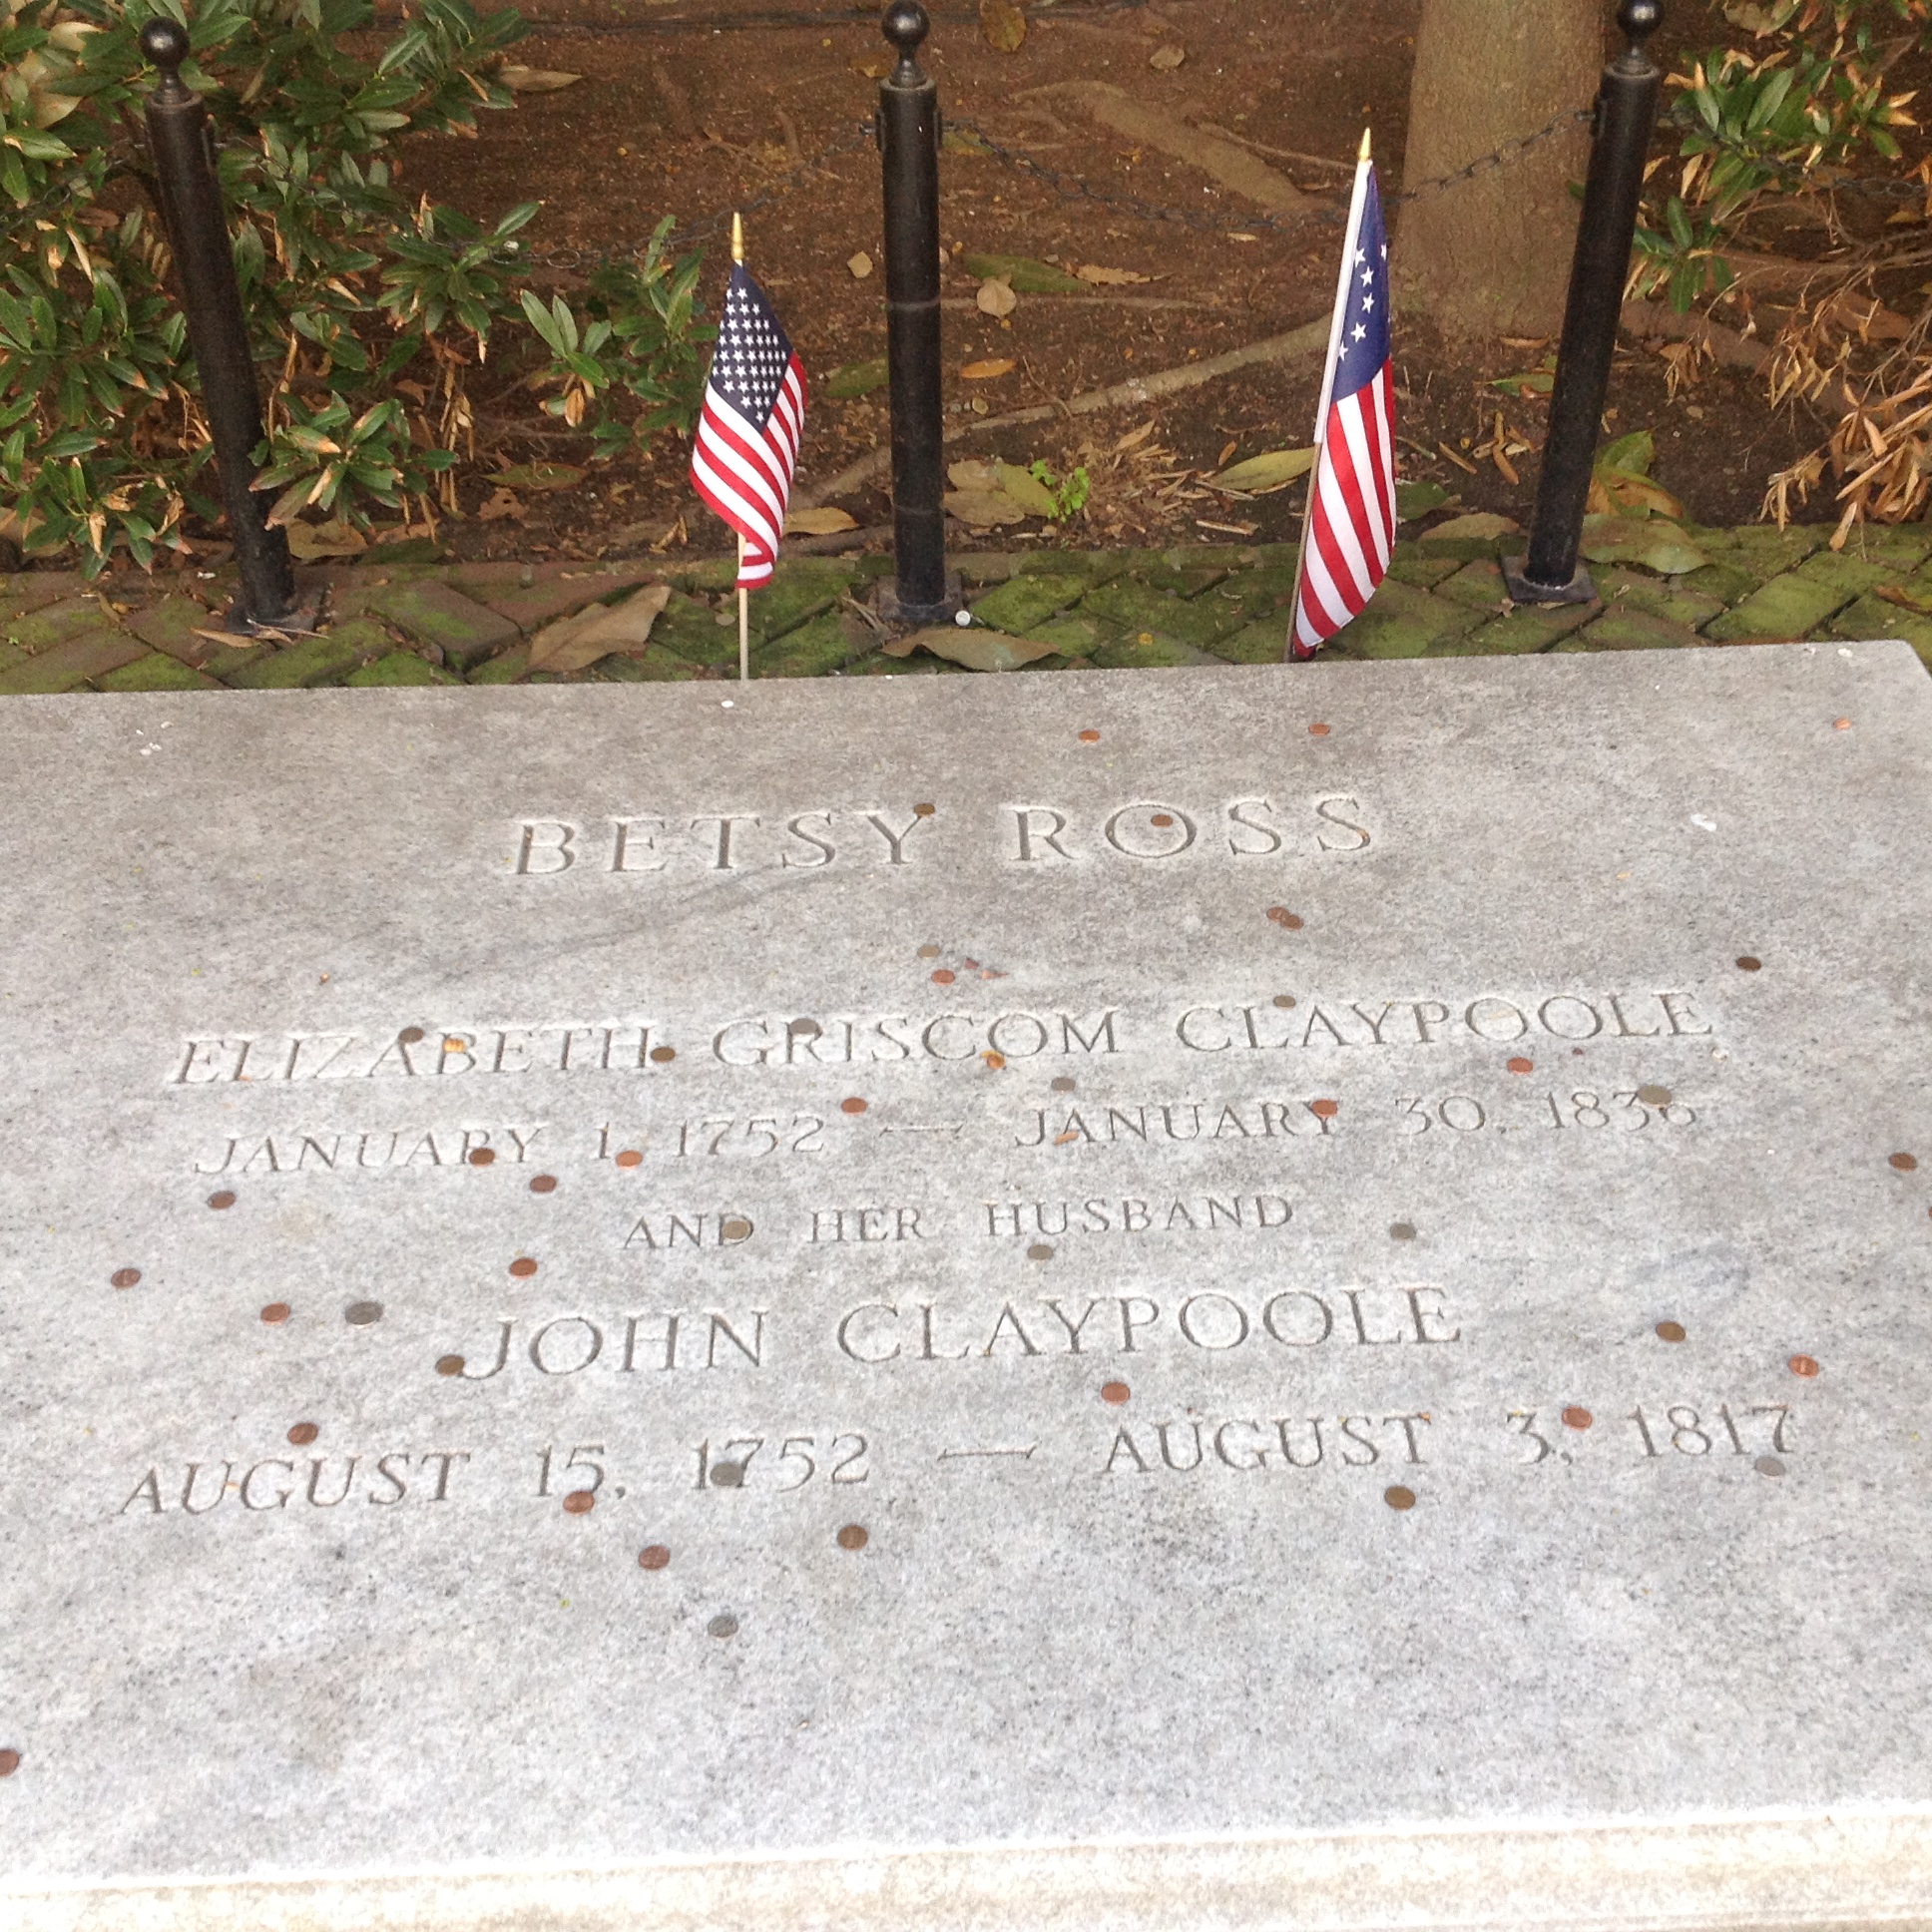 BETSY ROSS
ELIZABETH GRISCOM CLAYPOOLE
JANUARY 1, 1752 — JANUARY 30, 1836
AND HER HUSBAND
JOHN CLAYPOOLE
AUGUST 15, 1752 — AUGUST 3, 1817